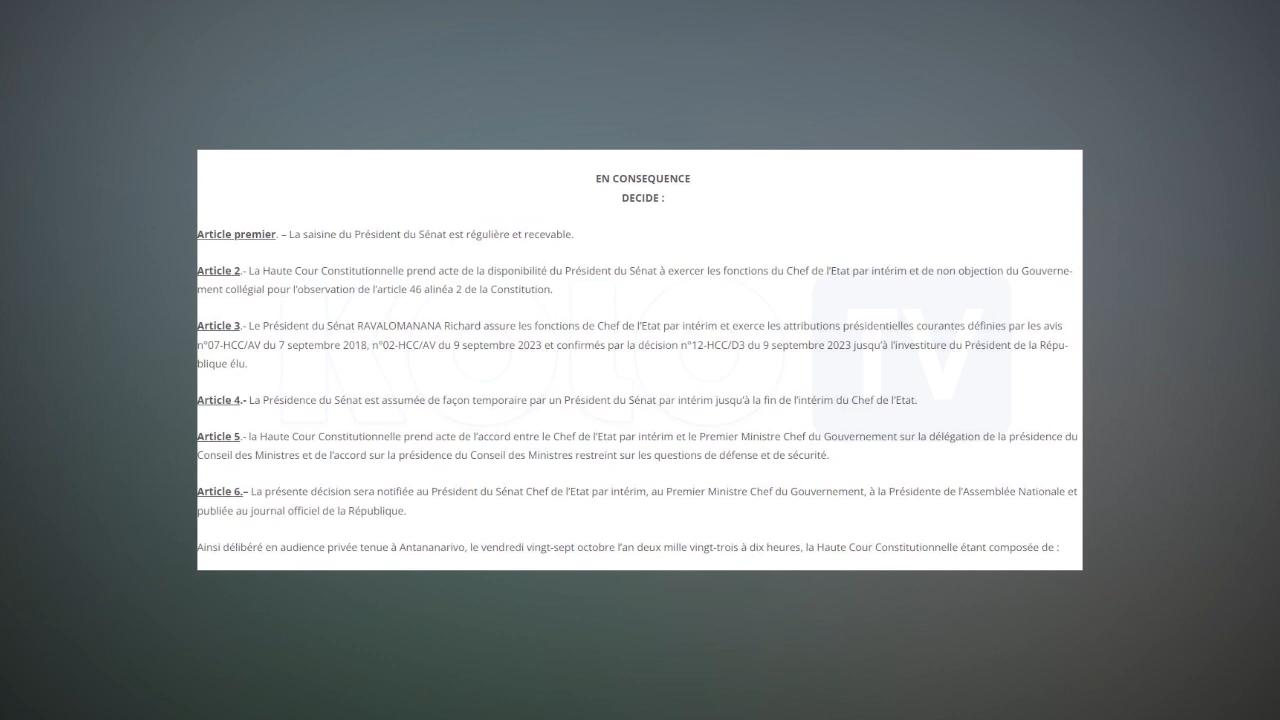 EN CONSEQUENCE
DECIDE :
Article premier. – La saisine du Président du Sénat est régulière et recevable.
Article 2.- La Haute Cour Constitutionnelle prend acte de la disponibilité du Président du Sénat à exercer les fonctions du Chef de l’Etat par intérim et de non objection du Gouverne-
ment collégial pour l’observation de l’article 46 alinéa 2 de la Constitution.
Article 3.- Le Président du Sénat RAVALOMANANA Richard assure les fonctions de Chef de l’Etat par intérim et exerce les attributions présidentielles courantes définies par les avis
n°07-HCC/AV du 7 septembre 2018, n°02-HCC/AV du 9 septembre 2023 et confirmés par la décision n°12-HCC/D3 du 9 septembre 2023 jusqu’à l’investiture du Président de la Répu-
blique élu.
Article 4.- La Présidence du Sénat est assumée de façon temporaire par un Président du Sénat par intérim jusqu’à la fin de l’intérim du Chef de l’Etat.
Article 5.- la Haute Cour Constitutionnelle prend acte de l’accord entre le Chef de l’Etat par intérim et le Premier Ministre Chef du Gouvernement sur la délégation de la présidence du
Conseil des Ministres et de l’accord sur la présidence du Conseil des Ministres restreint sur les questions de défense et de sécurité.
Article 6.– La présente décision sera notifiée au Président du Sénat Chef de l’Etat par intérim, au Premier Ministre Chef du Gouvernement, à la Présidente de l’Assemblée Nationale et
publiée au journal officiel de la République.
Ainsi délibéré en audience privée tenue à Antananarivo, le vendredi vingt-sept octobre l’an deux mille vingt-trois à dix heures, la Haute Cour Constitutionnelle étant composée de :
KOLO TV